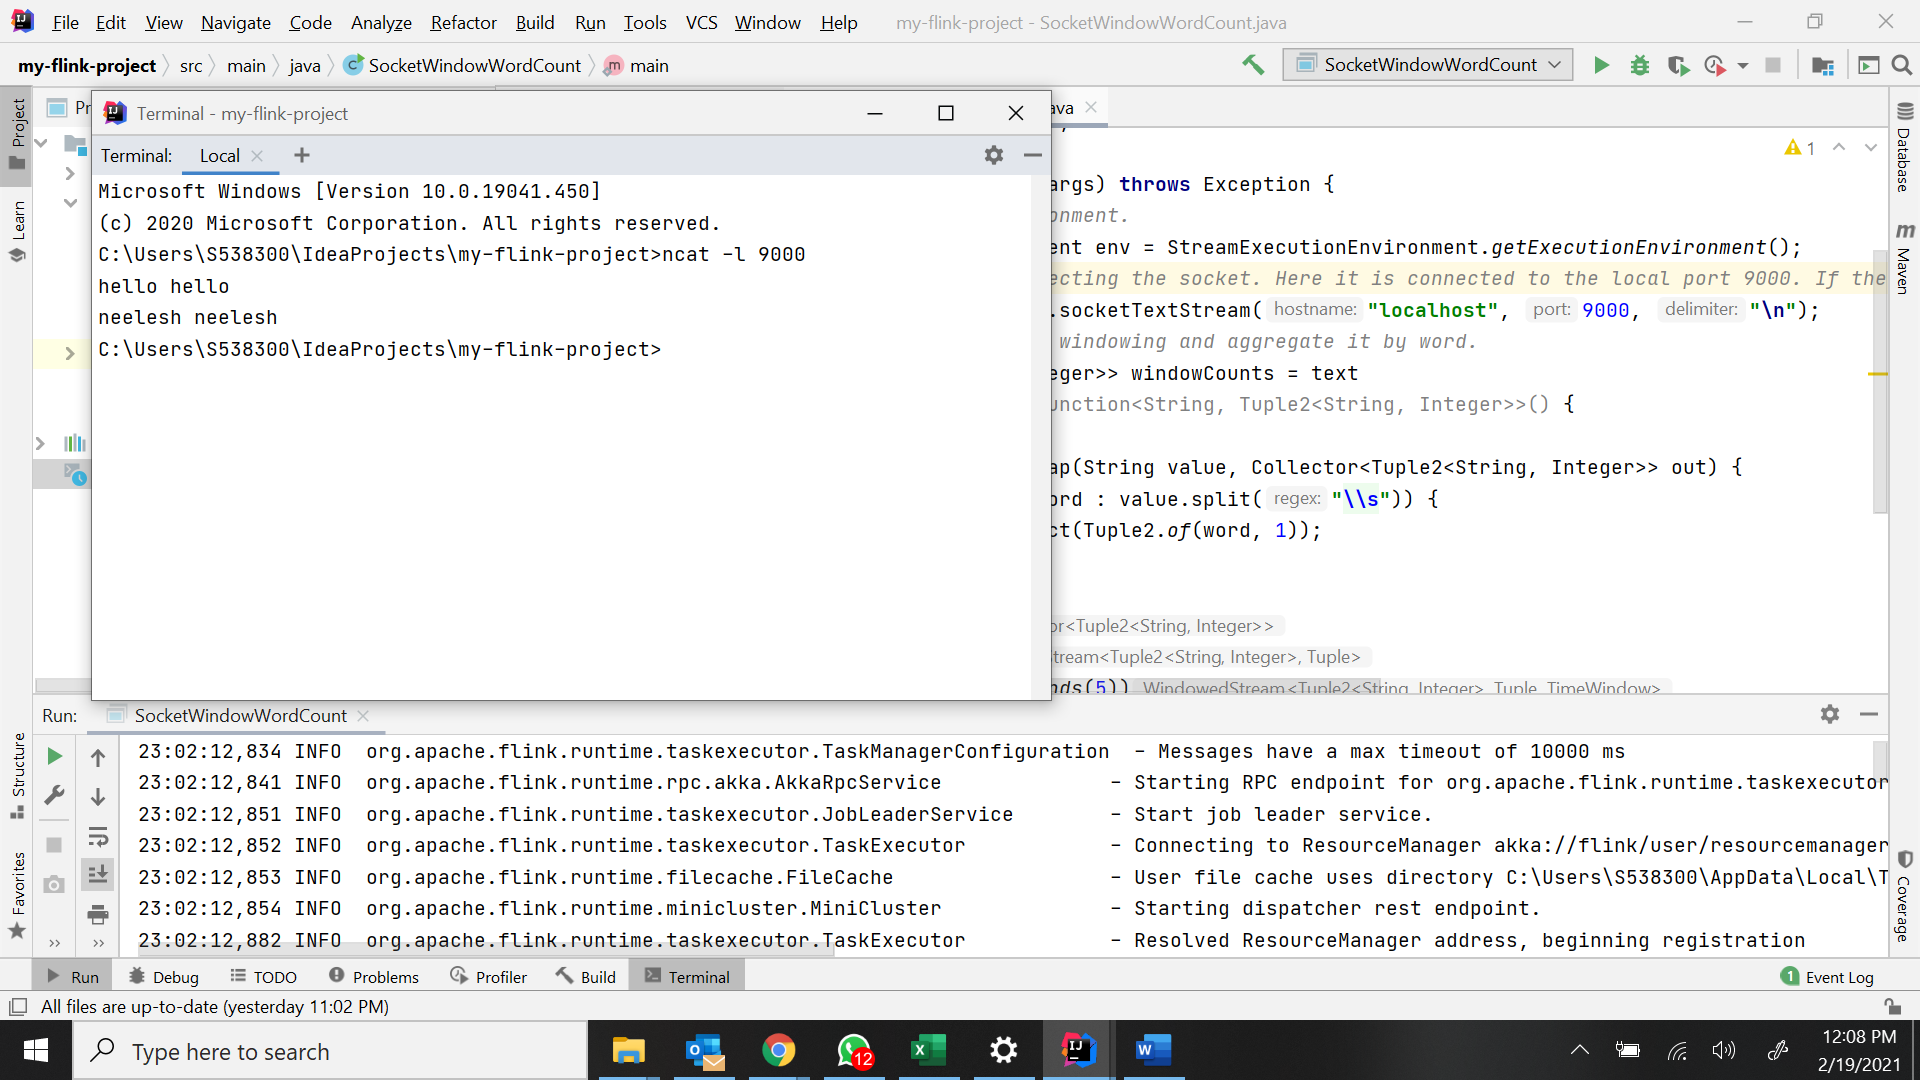 File Edit View Navigate Code Analyze Refactor Build Run Tools VCS Window Help my-flink-project - SocketWindowWordCount.java
my-flink-project src main java SocketWindowWordCount main SocketWindowWordCount
Project
Learn
Structure
Favorites
Pr
Terminal - my-flink-project
Terminal: Local
Microsoft Windows [Version 10.0.19041.450]
(c) 2020 Microsoft Corporation. All rights reserved.
C:\Users\S538300\IdeaProjects\my-flink-project>ncat -l 9000
hello hello
neelesh neelesh
C:\Users\S538300\IdeaProjects\my-flink-project>
ava
1
args) throws Exception {
onment.
ent env = StreamExecutionEnvironment.getExecutionEnvironment();
ecting the socket. Here it is connected to the local port 9000. If the
.socketTextStream( hostname: "localhost", port: 9000, delimiter: "\n");
windowing and aggregate it by word.
eger>> windowCounts = text
unction<String, Tuple2<String, Integer>>() {
ap(String value, Collector<Tuple2<String, Integer>> out) {
ord : value.split( regex: "\\s")) {
ct(Tuple2.of(word, 1));
or<Tuple2<String, Integer>>
tream<Tuple2<String, Integer>, Tuple>
nds(5)) WindowedStream<Tuple2<String, Integer>, Tuple, TimeWindow>
Database
Maven
Coverage
Run: SocketWindowWordCount
23:02:12,834 INFO org.apache.flink.runtime.taskexecutor.TaskManagerConfiguration - Messages have a max timeout of 10000 ms
23:02:12,841 INFO org.apache.flink.runtime.rpc.akka.AkkaRpcService - Starting RPC endpoint for org.apache.flink.runtime.taskexecutor
23:02:12,851 INFO org.apache.flink.runtime.taskexecutor.JobLeaderService - Start job leader service.
23:02:12,852 INFO org.apache.flink.runtime.taskexecutor.TaskExecutor - Connecting to ResourceManager akka://flink/user/resourcemanager
23:02:12,853 INFO org.apache.flink.runtime.filecache.FileCache - User file cache uses directory C:\Users\S538300\AppData\Local\T
23:02:12,854 INFO org.apache.flink.runtime.minicluster.MiniCluster - Starting dispatcher rest endpoint.
23:02:12,882 INFO org.apache.flink.runtime.taskexecutor.TaskExecutor - Resolved ResourceManager address, beginning registration
Run Debug TODO Problems Profiler Build Terminal 1 Event Log
All files are up-to-date (yesterday 11:02 PM)
Type here to search
12
12:08 PM
2/19/2021